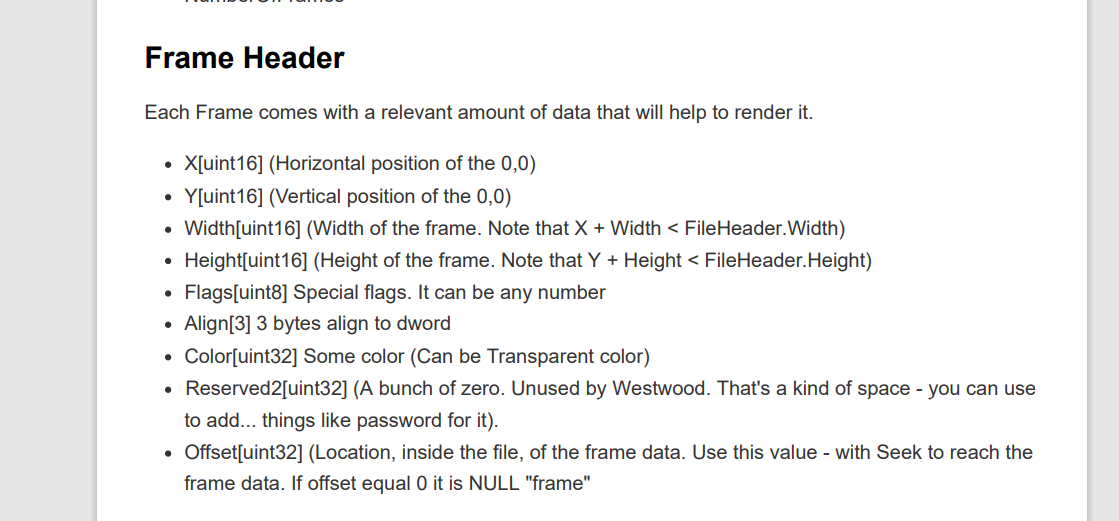 Frame Header
Each Frame comes with a relevant amount of data that will help to render it.
• X[uint16] (Horizontal position of the 0,0)
• Y[uint16] (Vertical position of the 0,0)
• Width[uint16] (Width of the frame. Note that X + Width < FileHeader.Width)
• Height[uint16] (Height of the frame. Note that Y + Height < FileHeader.Height)
• Flags[uint8] Special flags. It can be any number
• Align[3] 3 bytes align to dword
• Color[uint32] Some color (Can be Transparent color)
• Reserved2[uint32] (A bunch of zero. Unused by Westwood. That's a kind of space - you can use
to add... things like password for it).
• Offset[uint32] (Location, inside the file, of the frame data. Use this value - with Seek to reach the
frame data. If offset equal 0 it is NULL "frame"